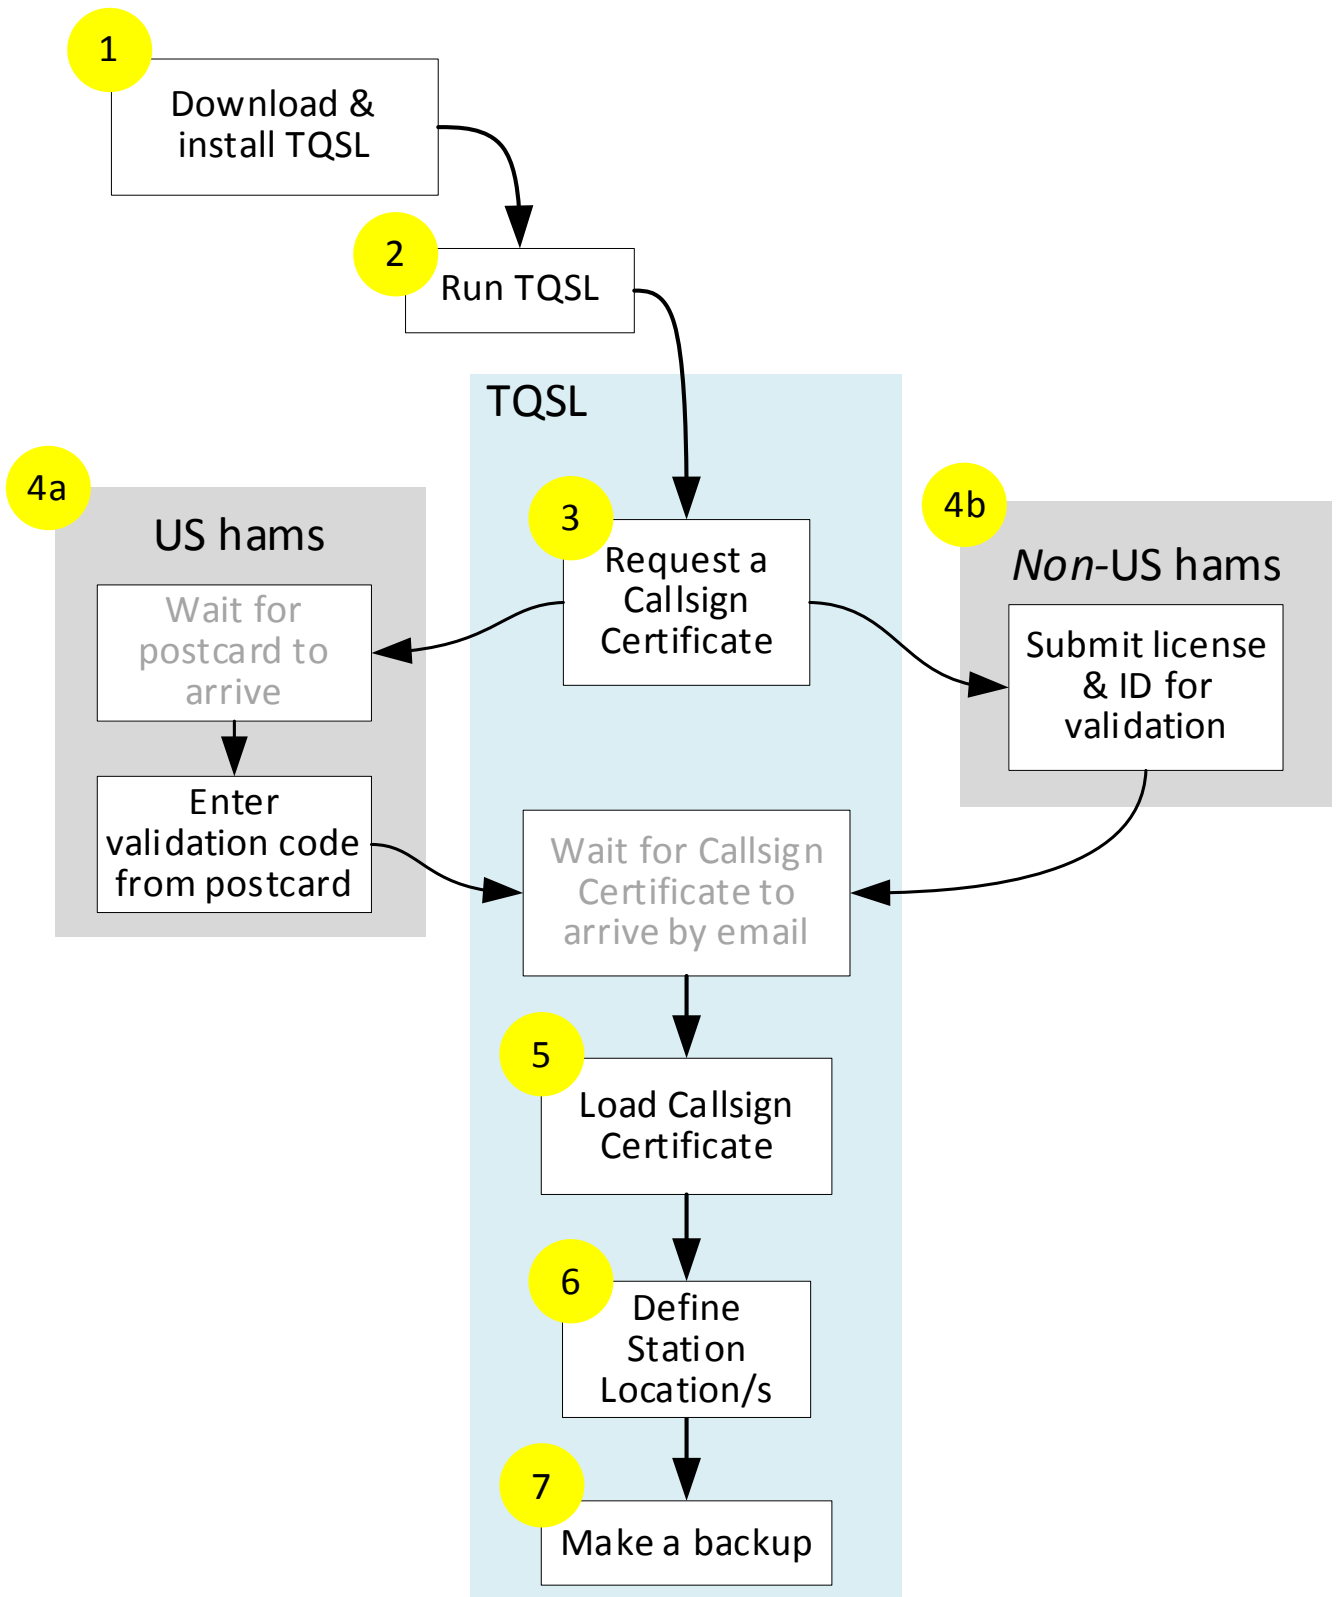 1
Download &
install TQSL
2
Run TQSL
TQSL
3
Request a
Callsign
Certificate
4a
US hams
Wait for
postcard to
arrive
Enter
validation code
from postcard
4b
Non-US hams
Submit license
& ID for
validation
Wait for Callsign
Certificate to
arrive by email
5
Load Callsign
Certificate
6
Define
Station
Location/s
7
Make a backup